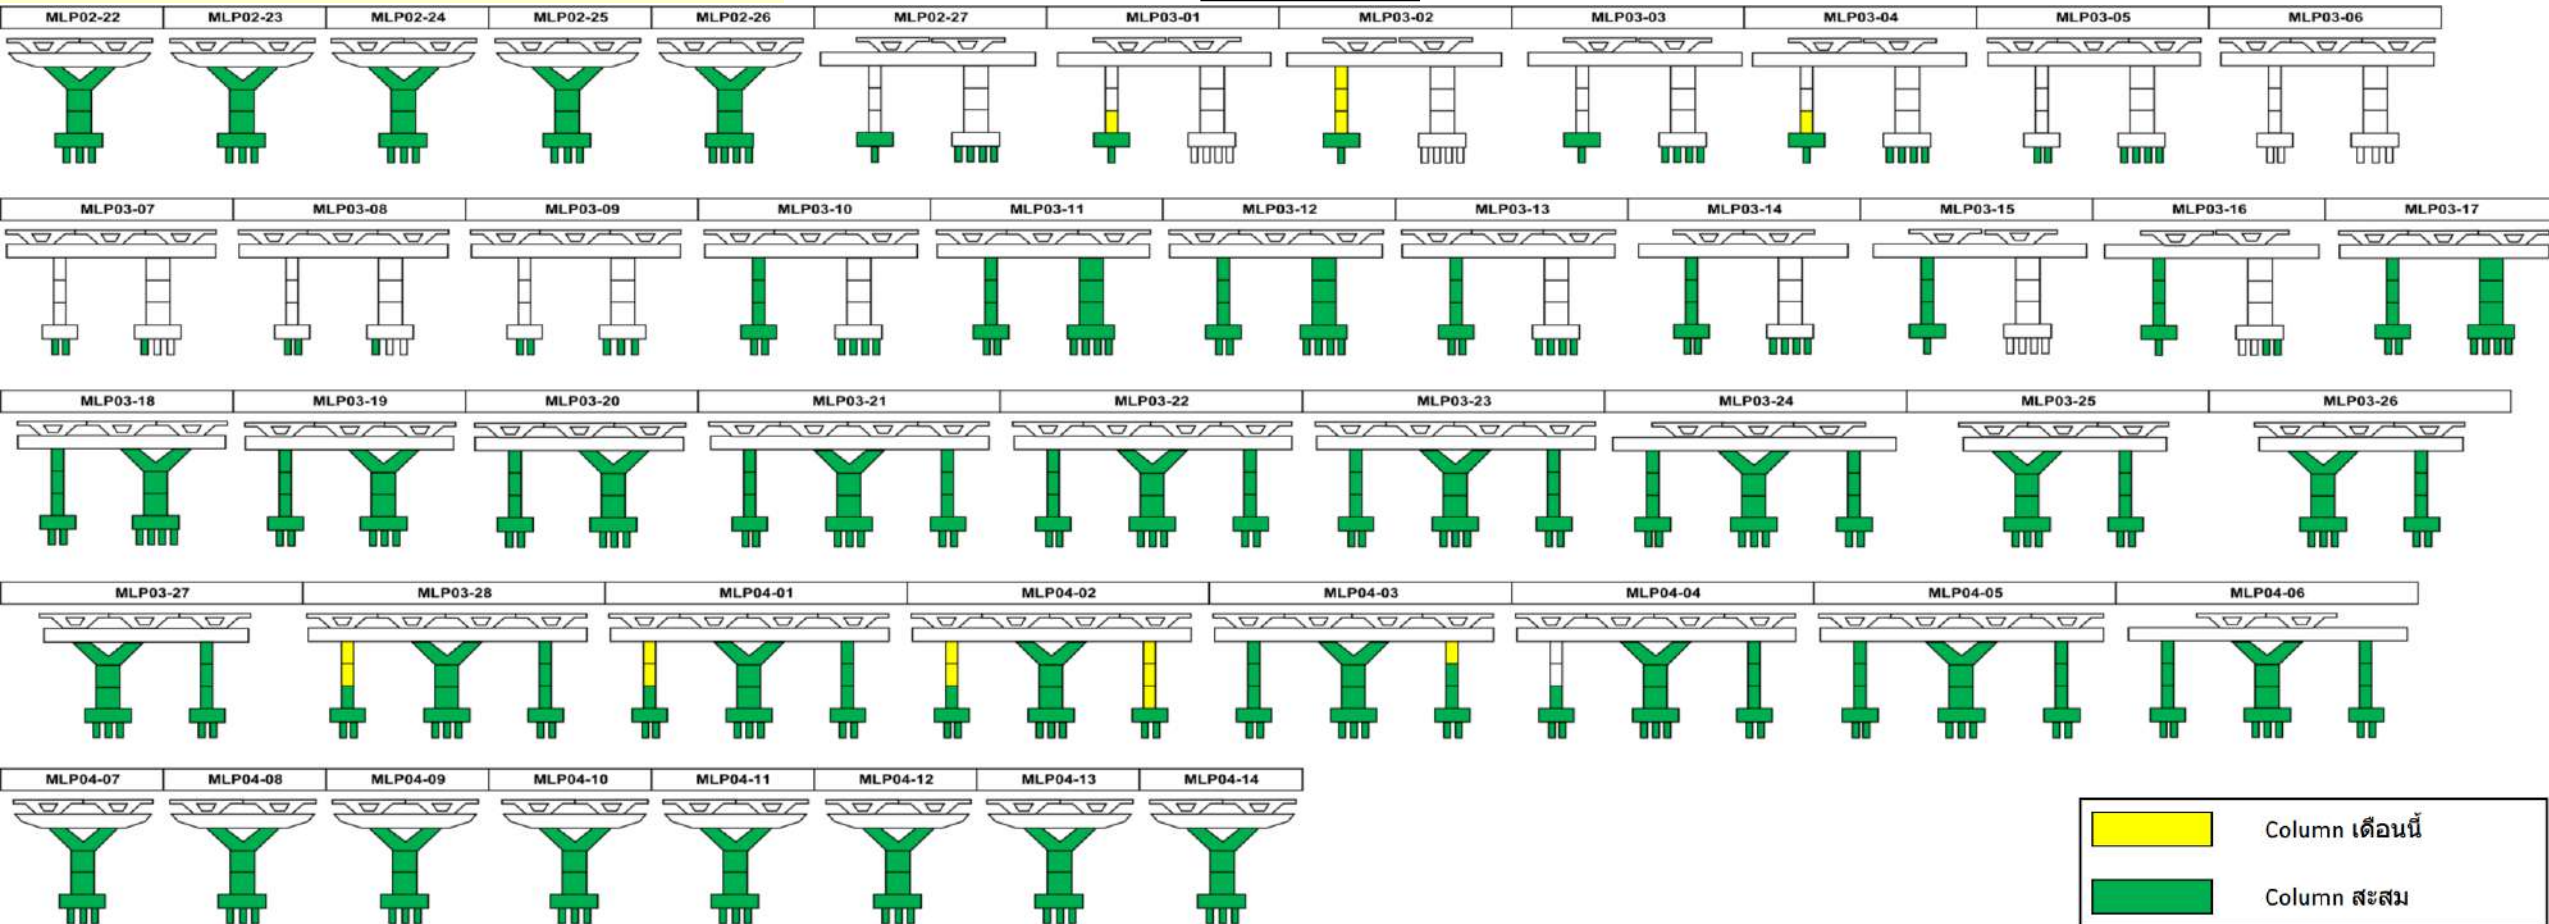 MLP02-22 MLP02-23 MLP02-24 MLP02-25 MLP02-26 MLP02-27 MLP03-01 MLP03-02 MLP03-03 MLP03-04 MLP03-05 MLP03-06
MLP03-07 MLP03-08 MLP03-09 MLP03-10 MLP03-11 MLP03-12 MLP03-13 MLP03-14 MLP03-15 MLP03-16 MLP03-17
MLP03-18 MLP03-19 MLP03-20 MLP03-21 MLP03-22 MLP03-23 MLP03-24 MLP03-25 MLP03-26
MLP03-27 MLP03-28 MLP04-01 MLP04-02 MLP04-03 MLP04-04 MLP04-05 MLP04-06
MLP04-07 MLP04-08 MLP04-09 MLP04-10 MLP04-11 MLP04-12 MLP04-13 MLP04-14
Column เดือนนี้
Column สะสม